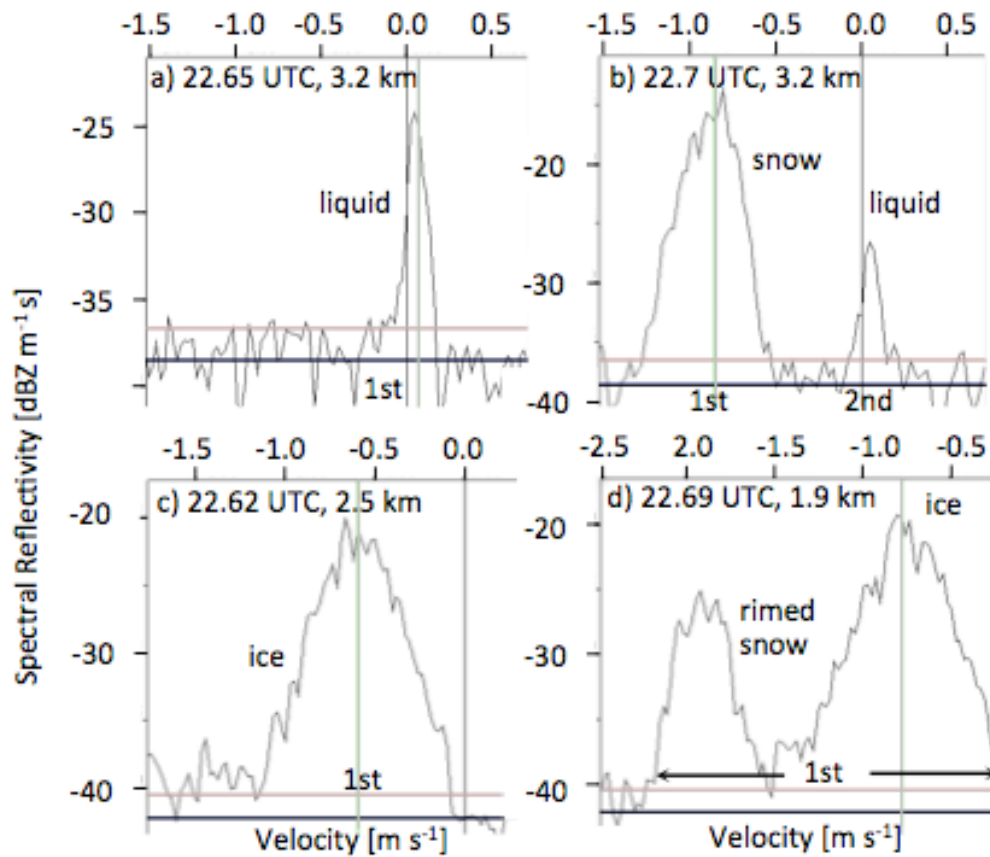 -1.5 -1.0 -0.5 0.0 0.5
-1.5 -1.0 -0.5 0.0 0.5
a) 22.65 UTC, 3.2 km
b) 22.7 UTC, 3.2 km
-25
-30
-35
liquid
1st
-20
-30
-40
snow
liquid
1st
2nd
Spectral Reflectivity [dBZ m⁻¹ s]
-1.5 -1.0 -0.5 0.0
-2.5 2.0 -1.5 -1.0 -0.5
c) 22.62 UTC, 2.5 km
d) 22.69 UTC, 1.9 km
-20
-30
-40
ice
1st
-20
-30
-40
ice
rimed
snow
1st
Velocity [m s⁻¹]
Velocity [m s⁻¹]